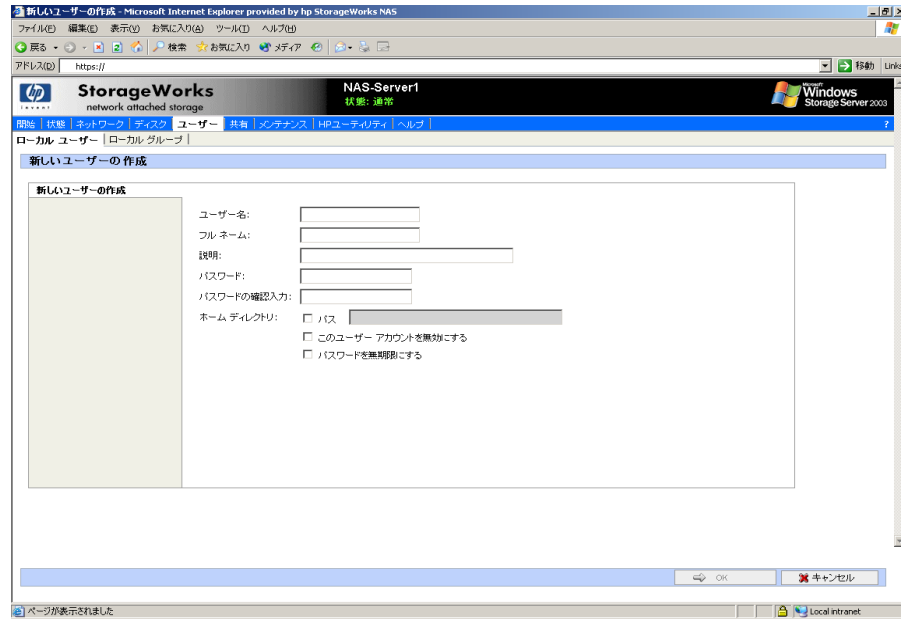 新しいユーザーの作成 - Microsoft Internet Explorer provided by hp StorageWorks NAS
ファイル(F) 編集(E) 表示(V) お気に入り(A) ツール(T) ヘルプ(H)
戻る 検索 お気に入り メディア
アドレス(D) https:// 移動 Links
hp invent StorageWorks NAS-Server1 Microsoft Windows
network attached storage 状態: 通常 Storage Server 2003
開始 状態 ネットワーク ディスク ユーザー 共有 メンテナンス HPユーティリティ ヘルプ ?
ローカル ユーザー ローカル グループ
新しいユーザーの作成
新しいユーザーの作成
ユーザー名:
フル ネーム:
説明:
パスワード:
パスワードの確認入力:
ホーム ディレクトリ: パス
このユーザー アカウントを無効にする
パスワードを無期限にする
OK キャンセル
ページが表示されました Local intranet